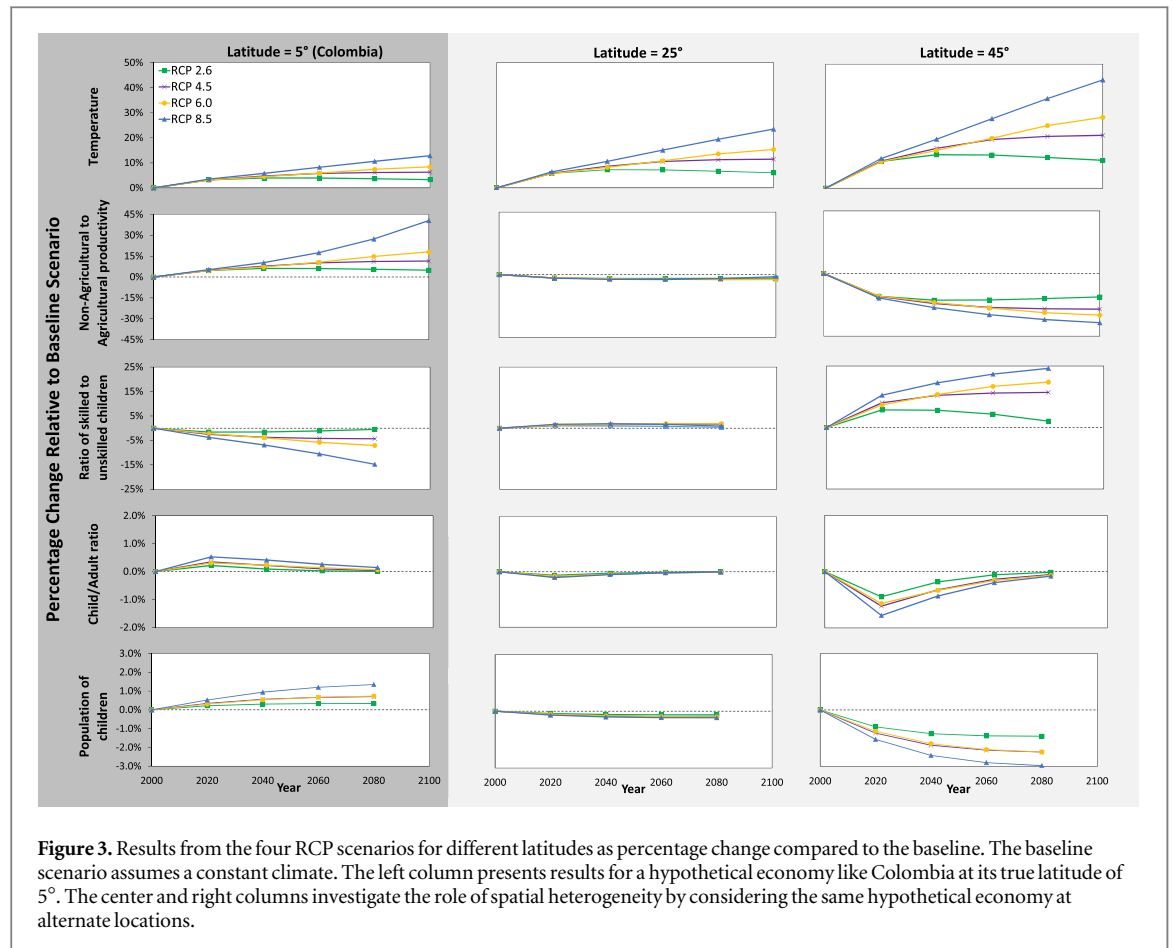 Latitude = 5° (Colombia)
Latitude = 25°
Latitude = 45°
Percentage Change Relative to Baseline Scenario
Temperature
50%
40%
30%
20%
10%
0%
RCP 2.6
RCP 4.5
RCP 6.0
RCP 8.5
Non-Agricultural to
Agricultural productivity
45%
30%
15%
0%
-15%
-30%
-45%
Ratio of skilled to
unskilled children
25%
15%
5%
-5%
-15%
-25%
Child/Adult ratio
2.0%
1.0%
0.0%
-1.0%
-2.0%
Population of
children
3.0%
2.0%
1.0%
0.0%
-1.0%
-2.0%
-3.0%
2000 2020 2040 2060 2080 2100
Year
2000 2020 2040 2060 2080 2100
Year
2000 2020 2040 2060 2080 2100
Year
Figure 3. Results from the four RCP scenarios for different latitudes as percentage change compared to the baseline. The baseline
scenario assumes a constant climate. The left column presents results for a hypothetical economy like Colombia at its true latitude of
5°. The center and right columns investigate the role of spatial heterogeneity by considering the same hypothetical economy at
alternate locations.